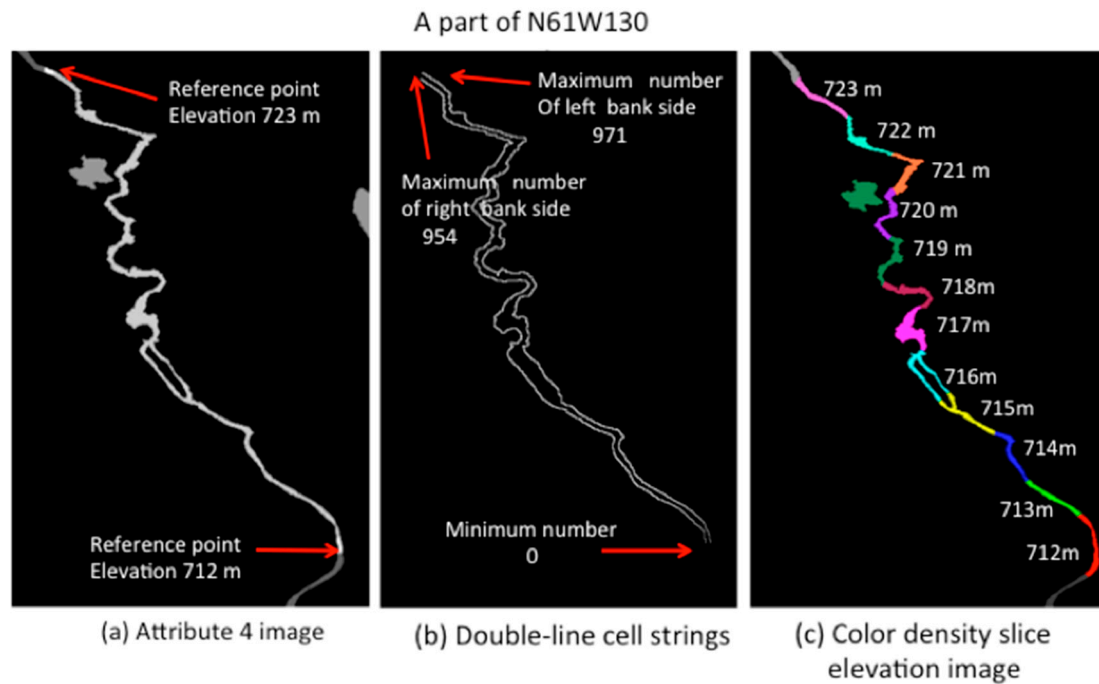 A part of N61W130
Reference point
Elevation 723 m
Reference point
Elevation 712 m
(a) Attribute 4 image
Maximum number
Of left bank side
971
Maximum number
of right bank side
954
Minimum number
0
(b) Double-line cell strings
723 m
722 m
721 m
720 m
719 m
718m
717m
716m
715m
714m
713m
712m
(c) Color density slice
elevation image